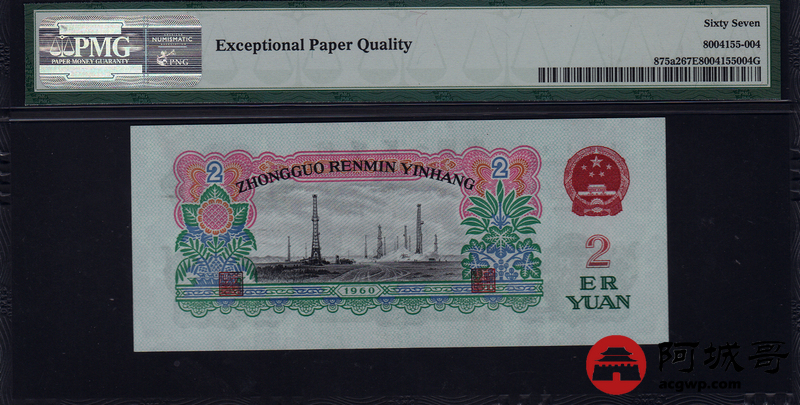 PMG
PAPER MONEY GUARANTY
NUMISMATIC
PNG
Exceptional Paper Quality
Sixty Seven
8004155-004
875a267E8004155004G
2
ZHONGGUO RENMIN YINHANG
2
2
ER
YUAN
1960
阿城哥
acgwp.com